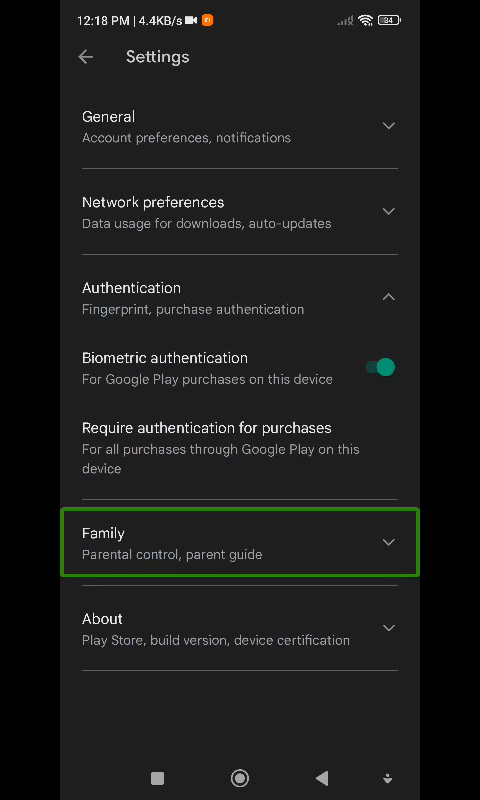 12:18 PM | 4.4KB/s
84
Settings
General
Account preferences, notifications
Network preferences
Data usage for downloads, auto-updates
Authentication
Fingerprint, purchase authentication
Biometric authentication
For Google Play purchases on this device
Require authentication for purchases
For all purchases through Google Play on this
device
Family
Parental control, parent guide
About
Play Store, build version, device certification